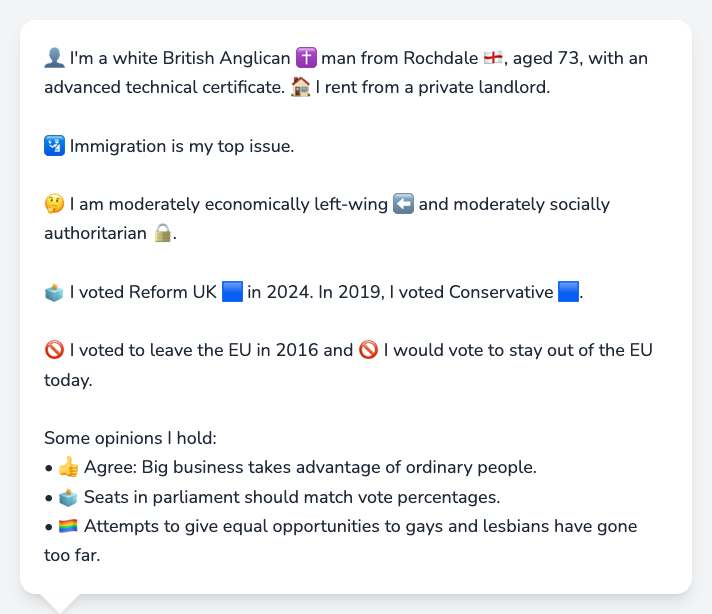 👤 I'm a white British Anglican ✝️ man from Rochdale 🏴󠁧󠁢󠁥󠁮󠁧󠁿, aged 73, with an
advanced technical certificate. 🏠 I rent from a private landlord.
🛂 Immigration is my top issue.
🤔 I am moderately economically left-wing ⬅️ and moderately socially
authoritarian 🔒.
🗳️ I voted Reform UK 🟦 in 2024. In 2019, I voted Conservative 🟦.
🚫 I voted to leave the EU in 2016 and 🚫 I would vote to stay out of the EU
today.
Some opinions I hold:
• 👍 Agree: Big business takes advantage of ordinary people.
• 🗳️ Seats in parliament should match vote percentages.
• 🏳️‍🌈 Attempts to give equal opportunities to gays and lesbians have gone
too far.